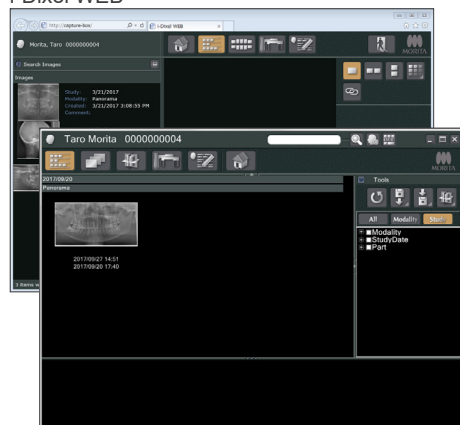 i-Dixel WEB
http://capture-box/
i-Dixel WEB
Morita, Taro 0000000004
MORITA
Search Images
Images
Study: 3/21/2017
Modality: Panorama
Created: 3/21/2017 3:08:55 PM
Comment:
Taro Morita 0000000004
MORITA
2017/09/20
Panorama
2017/09/27 14:51
2017/09/20 17:40
Tools
All Modality Study
Modality
StudyDate
Part